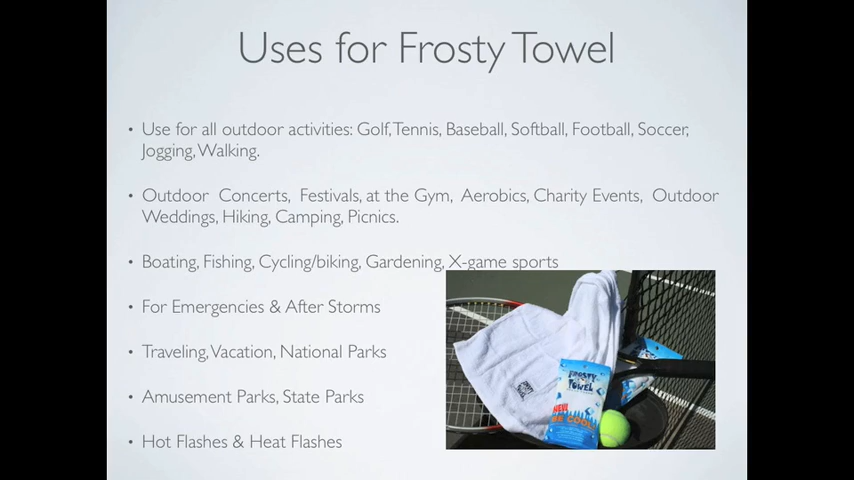 Uses for Frosty Towel
• Use for all outdoor activities: Golf, Tennis, Baseball, Softball, Football, Soccer,
Jogging, Walking.
• Outdoor Concerts, Festivals, at the Gym, Aerobics, Charity Events, Outdoor
Weddings, Hiking, Camping, Picnics.
• Boating, Fishing, Cycling/biking, Gardening, X-game sports
• For Emergencies & After Storms
• Traveling, Vacation, National Parks
• Amusement Parks, State Parks
• Hot Flashes & Heat Flashes
FROSTY
TOWEL